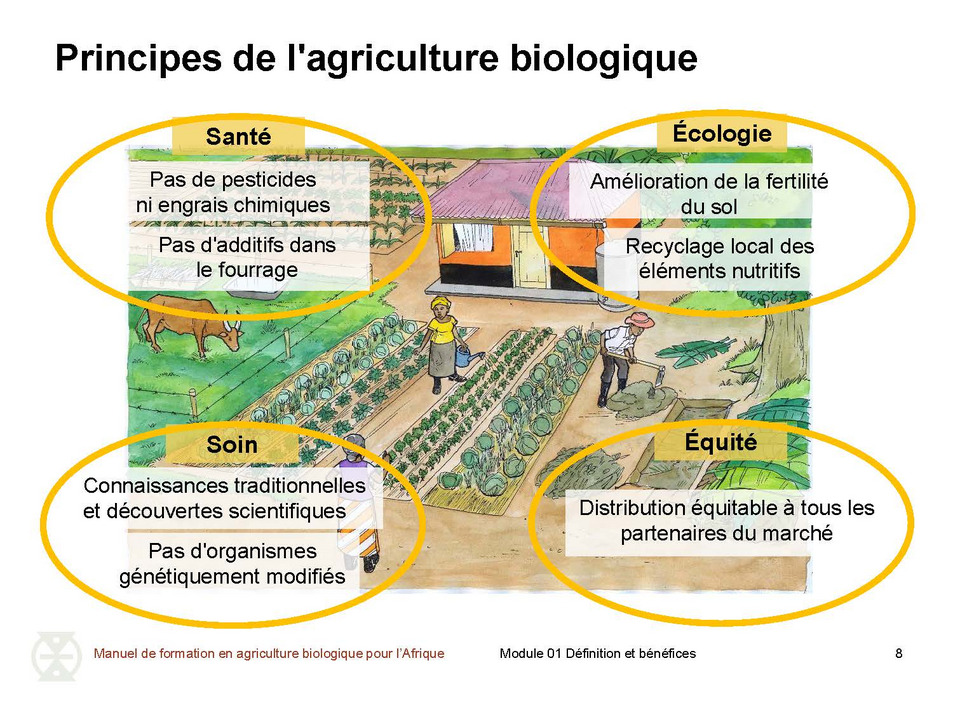 Principes de l'agriculture biologique
Santé
Pas de pesticides
ni engrais chimiques
Pas d'additifs dans
le fourrage
Écologie
Amélioration de la fertilité
du sol
Recyclage local des
éléments nutritifs
Soin
Connaissances traditionnelles
et découvertes scientifiques
Pas d'organismes
génétiquement modifiés
Équité
Distribution équitable à tous les
partenaires du marché
Manuel de formation en agriculture biologique pour l’Afrique
Module 01 Définition et bénéfices
8